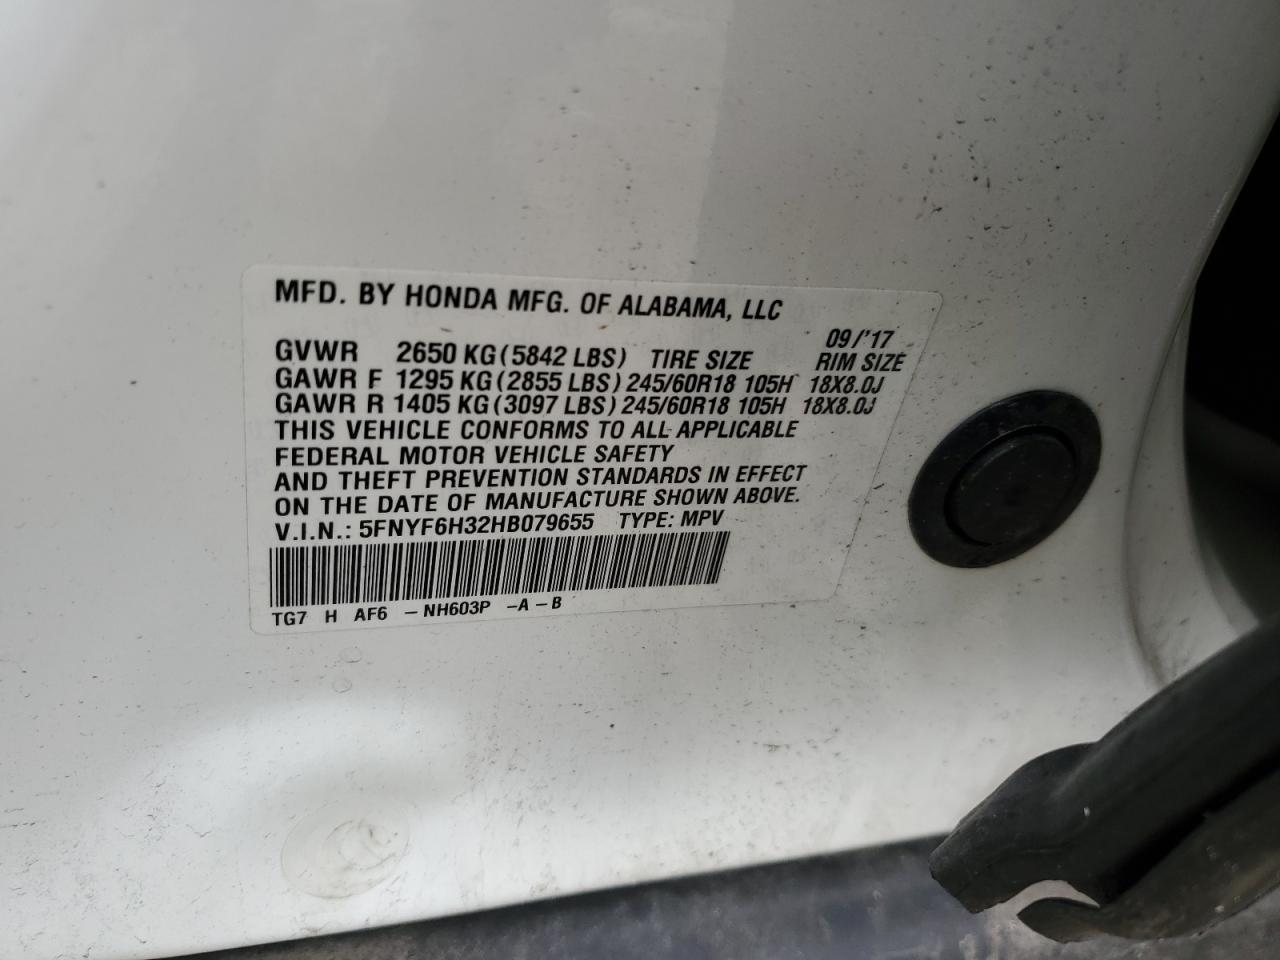 MFD. BY HONDA MFG. OF ALABAMA, LLC
09/'17
GVWR 2650 KG (5842 LBS) TIRE SIZE RIM SIZE
GAWR F 1295 KG (2855 LBS) 245/60R18 105H 18X8.0J
GAWR R 1405 KG (3097 LBS) 245/60R18 105H 18X8.0J
THIS VEHICLE CONFORMS TO ALL APPLICABLE
FEDERAL MOTOR VEHICLE SAFETY
AND THEFT PREVENTION STANDARDS IN EFFECT
ON THE DATE OF MANUFACTURE SHOWN ABOVE.
V.I.N.: 5FNYF6H32HB079655 TYPE: MPV
TG7 H AF6 -NH603P -A-B